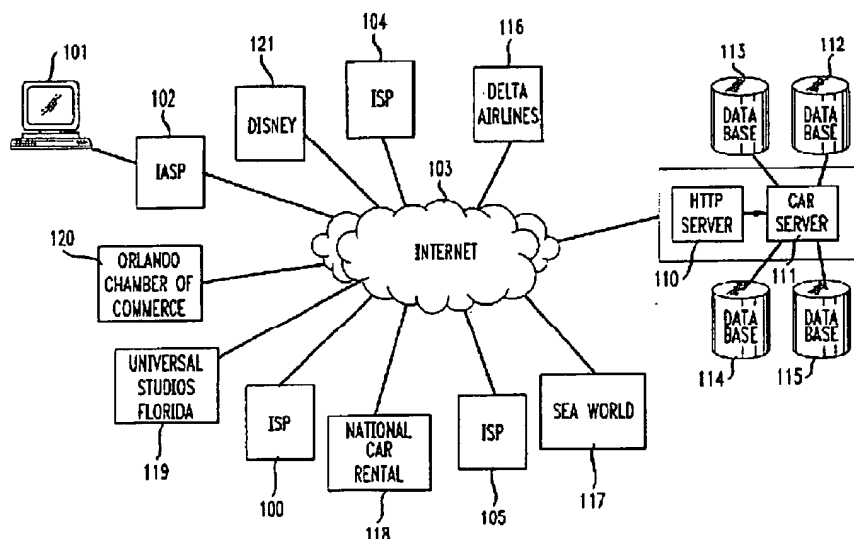 101
102
IASP
121
DISNEY
104
ISP
116
DELTA
AIRLINES
113
DATA
BASE
112
DATA
BASE
103
INTERNET
HTTP
SERVER
110
CAR
SERVER
111
120
ORLANDO
CHAMBER OF
COMMERCE
UNIVERSAL
STUDIOS
FLORIDA
119
ISP
100
NATIONAL
CAR
RENTAL
118
ISP
105
SEA WORLD
117
DATA
BASE
114
DATA
BASE
115